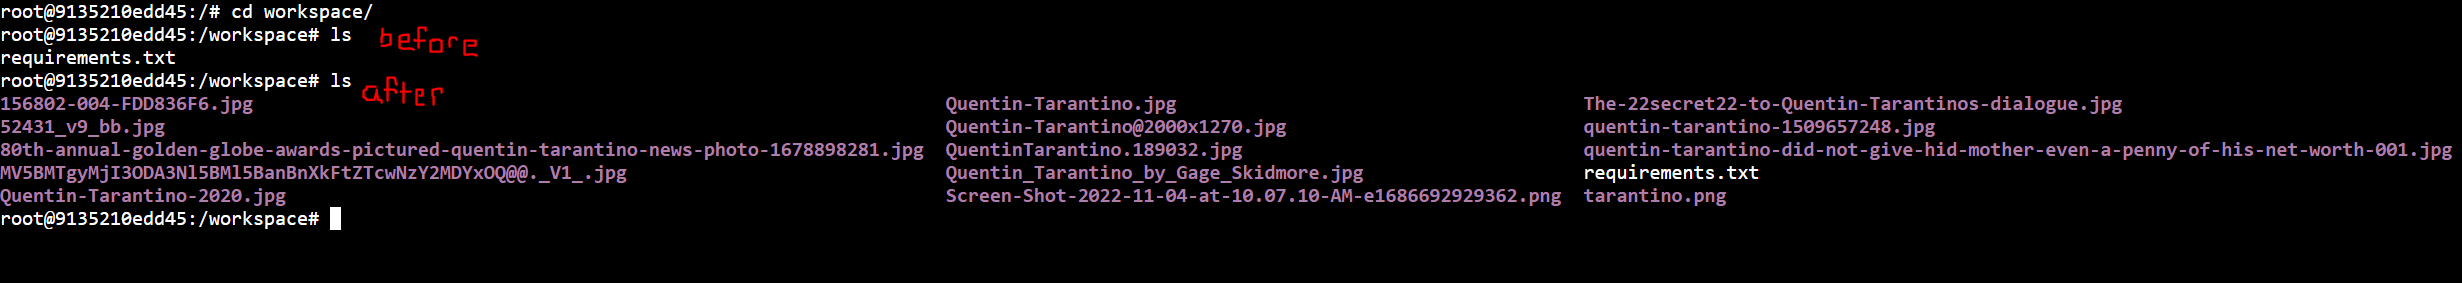 root@9135210edd45:/# cd workspace/
root@9135210edd45:/workspace# ls before
requirements.txt
root@9135210edd45:/workspace# ls after
156802-004-FDD836F6.jpg Quentin-Tarantino.jpg The-22secret22-to-Quentin-Tarantinos-dialogue.jpg
52431_v9_bb.jpg Quentin-Tarantino@2000x1270.jpg quentin-tarantino-1509657248.jpg
80th-annual-golden-globe-awards-pictured-quentin-tarantino-news-photo-1678898281.jpg QuentinTarantino.189032.jpg quentin-tarantino-did-not-give-hid-mother-even-a-penny-of-his-net-worth-001.jpg
MV5BMTgyMjI3ODA3Nl5BMl5BanBnXkFtZTcwNzY2MDYxOQ@@._V1_.jpg Quentin_Tarantino_by_Gage_Skidmore.jpg requirements.txt
Quentin-Tarantino-2020.jpg Screen-Shot-2022-11-04-at-10.07.10-AM-e1686692929362.png tarantino.png
root@9135210edd45:/workspace#